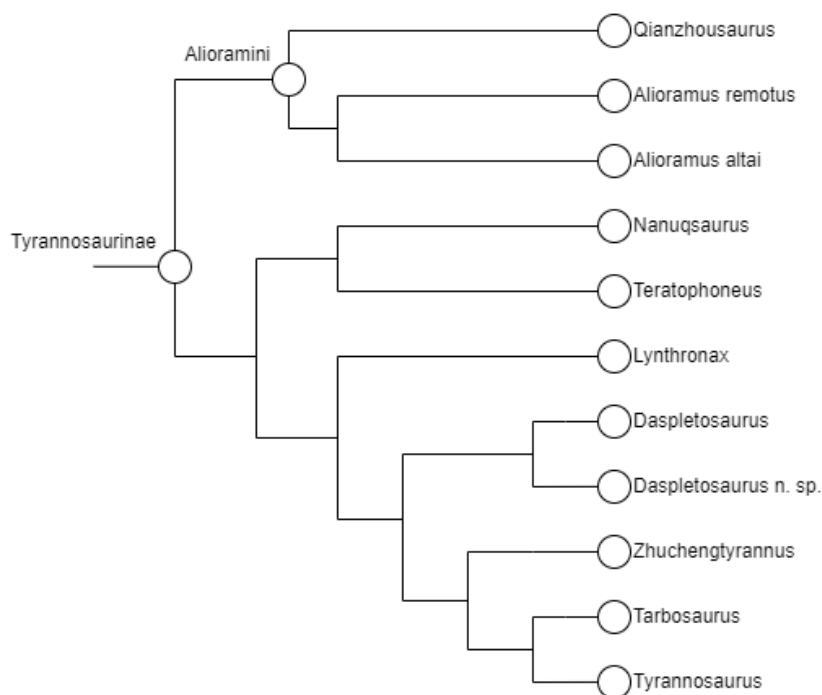 Qianzhousaurus
Alioramini
Alioramus remotus
Alioramus altai
Nanuqsaurus
Tyrannosaurinae
Teratophoneus
Lynthronax
Daspletosaurus
Daspletosaurus n. sp.
Zhuchengtyrannus
Tarbosaurus
Tyrannosaurus